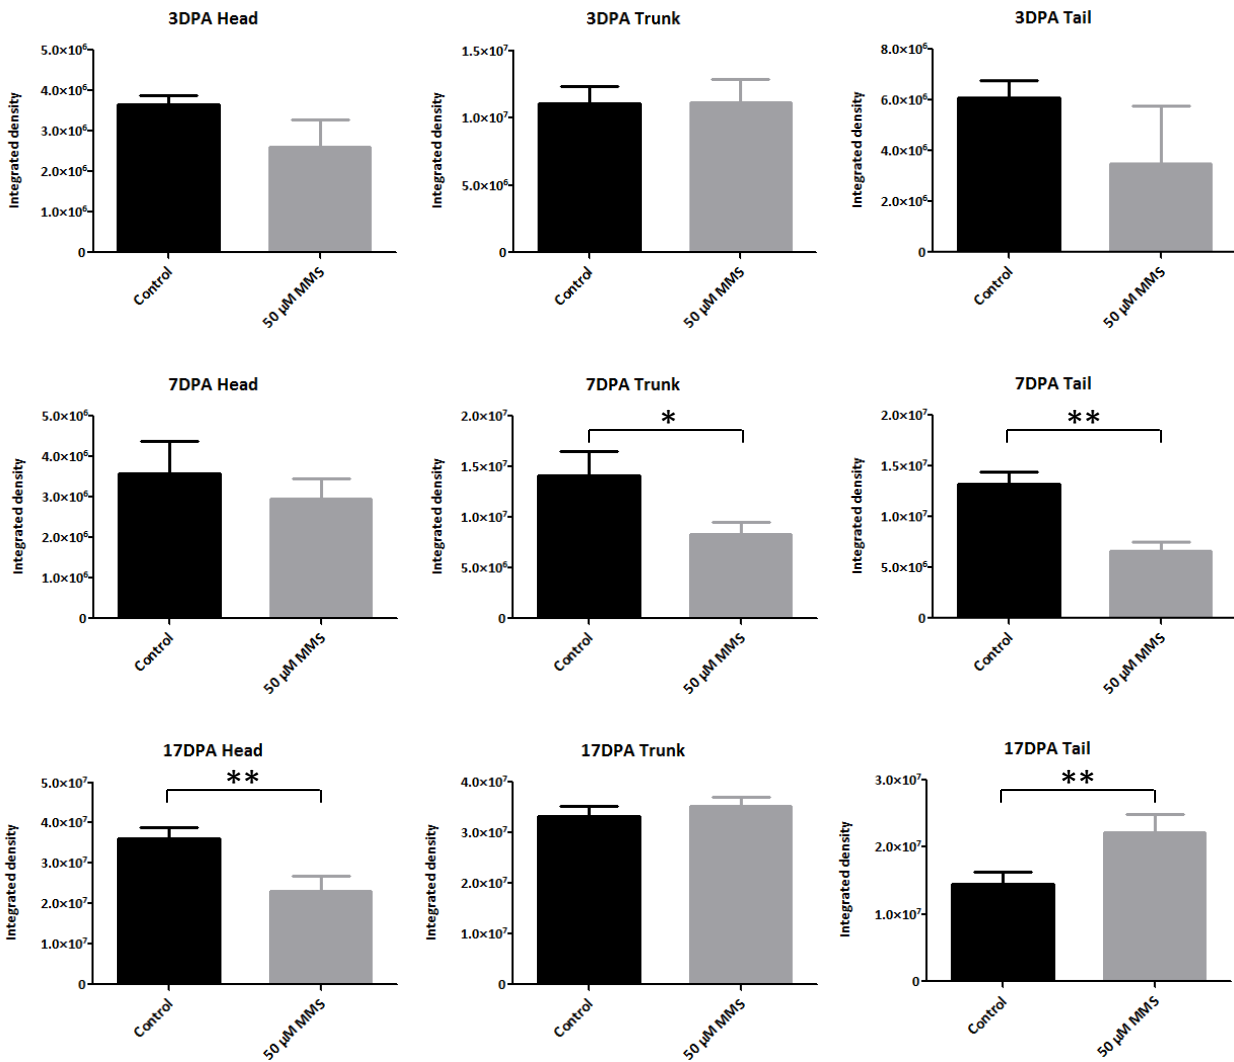 3DPA Head
5.0×10⁶
4.0×10⁶
3.0×10⁶
2.0×10⁶
1.0×10⁶
0
Integrated density
Control
50 µM MMS
3DPA Trunk
1.5×10⁷
1.0×10⁷
5.0×10⁶
0
Integrated density
Control
50 µM MMS
3DPA Tail
8.0×10⁶
6.0×10⁶
4.0×10⁶
2.0×10⁶
0
Integrated density
Control
50 µM MMS
7DPA Head
5.0×10⁶
4.0×10⁶
3.0×10⁶
2.0×10⁶
1.0×10⁶
0
Integrated density
Control
50 µM MMS
7DPA Trunk
*
2.0×10⁷
1.5×10⁷
1.0×10⁷
5.0×10⁶
0
Integrated density
Control
50 µM MMS
7DPA Tail
**
2.0×10⁷
1.5×10⁷
1.0×10⁷
5.0×10⁶
0
Integrated density
Control
50 µM MMS
17DPA Head
**
5.0×10⁷
4.0×10⁷
3.0×10⁷
2.0×10⁷
1.0×10⁷
0
Integrated density
Control
50 µM MMS
17DPA Trunk
4.0×10⁷
3.0×10⁷
2.0×10⁷
1.0×10⁷
0
Integrated density
Control
50 µM MMS
17DPA Tail
**
3.0×10⁷
2.0×10⁷
1.0×10⁷
0
Integrated density
Control
50 µM MMS